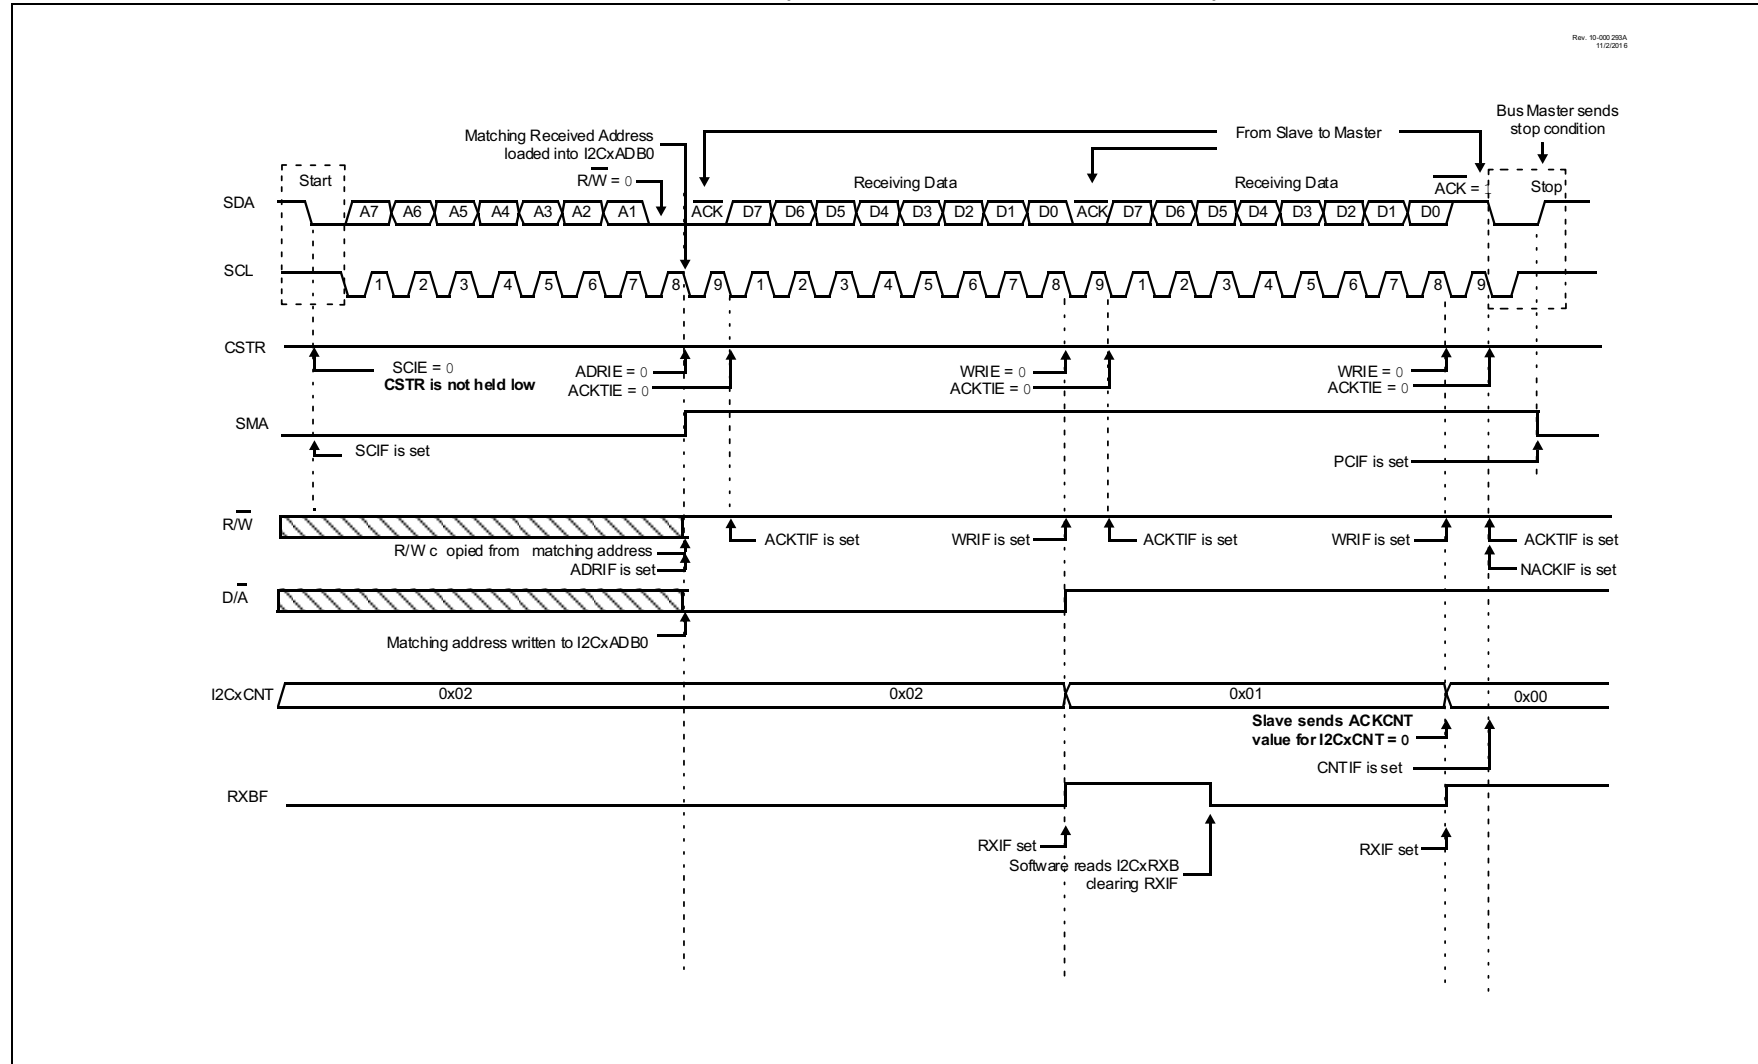 Rev. 10-000 293A
11/2/2016
Bus Master sends
stop condition
Matching Received Address
loaded into I2CxADB0
From Slave to Master
Start
R/W = 0
Receiving Data
Receiving Data
ACK =
Stop
SDA
A7 A6 A5 A4 A3 A2 A1 ACK D7 D6 D5 D4 D3 D2 D1 D0 ACK D7 D6 D5 D4 D3 D2 D1 D0
SCL
1 2 3 4 5 6 7 8 9 1 2 3 4 5 6 7 8 9 1 2 3 4 5 6 7 8 9
CSTR
SCIE = 0
CSTR is not held low
ADRIE = 0
ACKTIE = 0
WRIE = 0
ACKTIE = 0
WRIE = 0
ACKTIE = 0
SMA
SCIF is set
PCIF is set
R/W
ACKTIF is set
WRIF is set
ACKTIF is set
WRIF is set
ACKTIF is set
R/W c opied from matching address
ADRIF is set
NACKIF is set
D/A
Matching address written to I2CxADB0
I2CxCNT
0x02
0x02
0x01
0x00
Slave sends ACKCNT
value for I2CxCNT = 0
CNTIF is set
RXBF
RXIF set
Software reads I2CxRXB
clearing RXIF
RXIF set